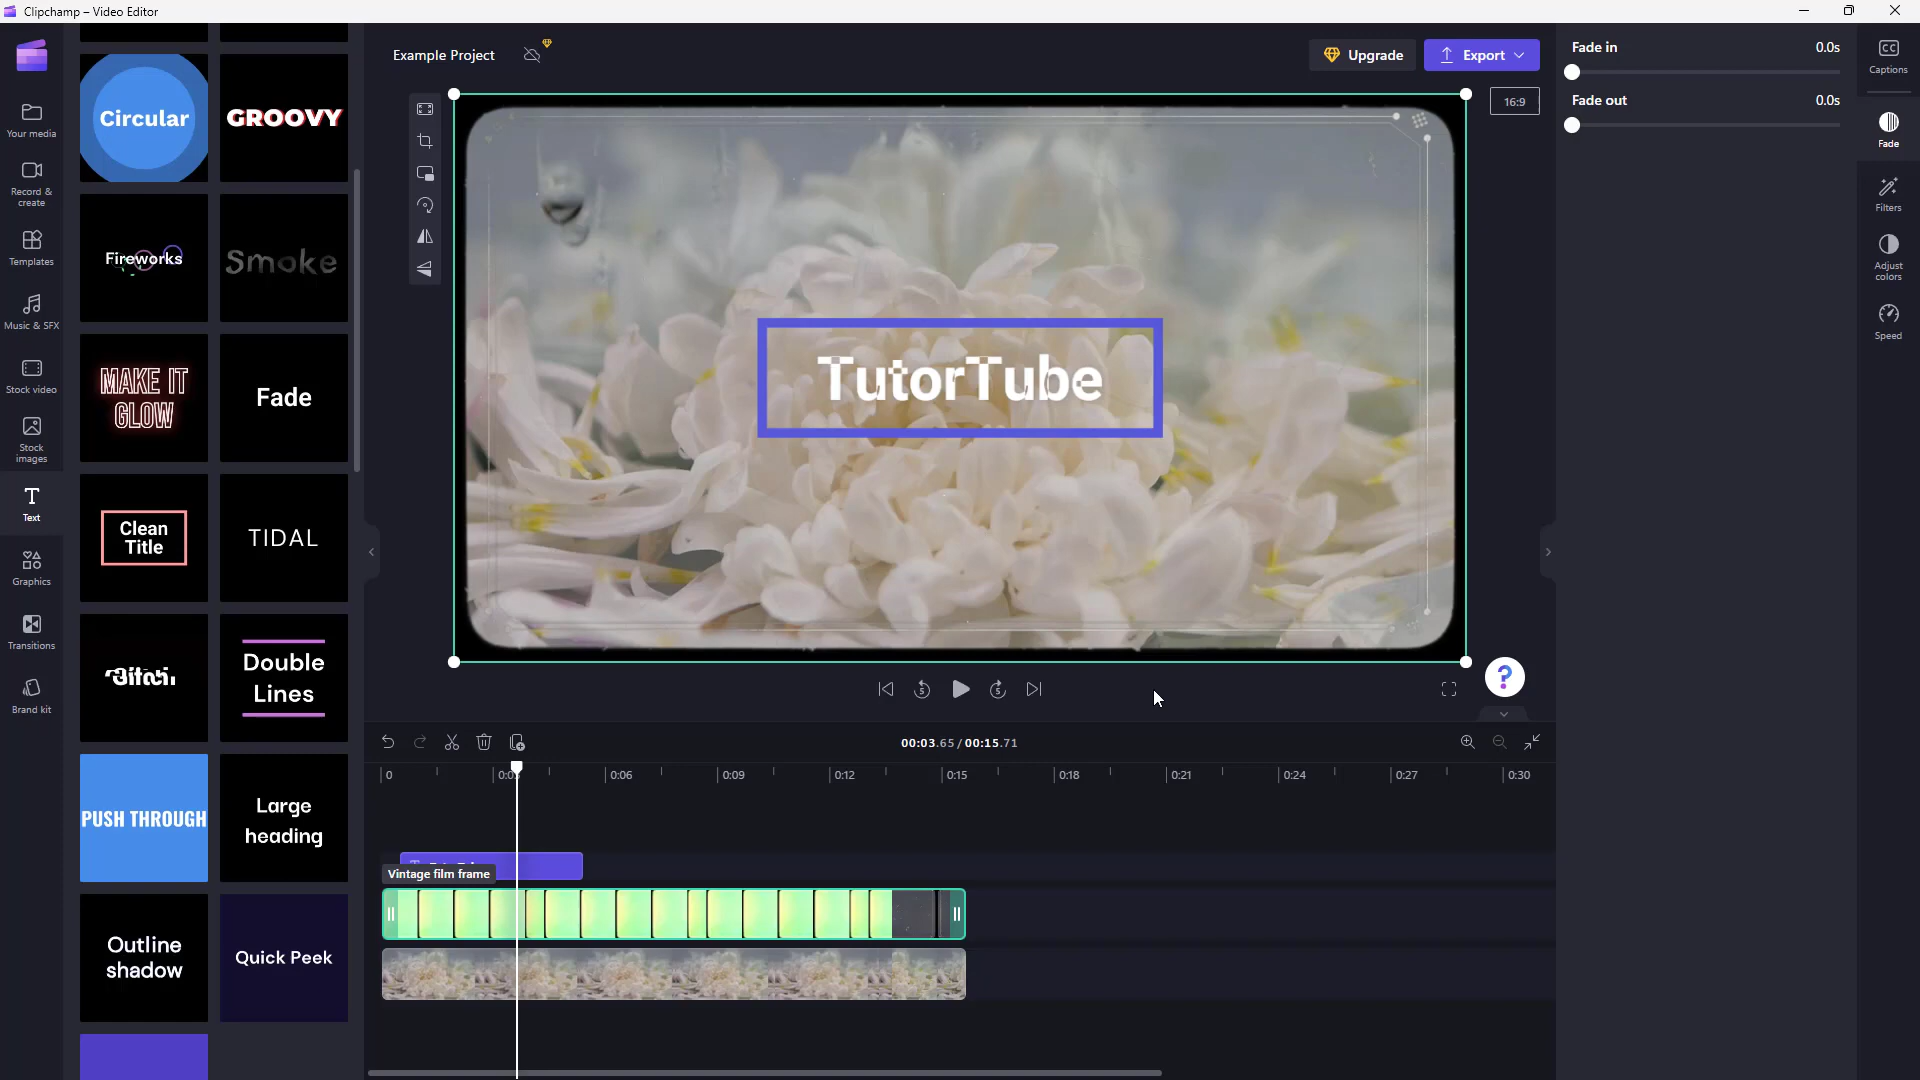 Clipchamp – Video Editor
Example Project
Upgrade
Export
16:9
Fade in
0.0s
Fade out
0.0s
Captions
Fade
Filters
Adjust
colors
Speed
Your media
Record &
create
Templates
Music & SFX
Stock video
Stock
images
Text
Graphics
Transitions
Brand kit
Circular
GROOVY
Fireworks
Smoke
MAKE IT
GLOW
Fade
Clean
Title
TIDAL
Double
Lines
PUSH THROUGH
Large
heading
Outline
shadow
Quick Peek
TutorTube
5
5
?
00:03.65 / 00:15.71
0
0:06
0:09
0:12
0:15
0:18
0:21
0:24
0:27
0:30
Vintage film frame